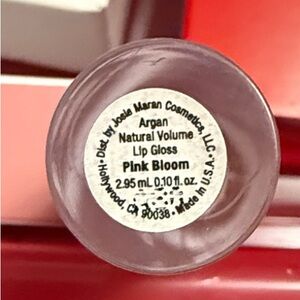 Dist. by Josie Maran Cosmetics, LLC. • Made in U.S.A. • Hollywood, CA 90038 •
Argan
Natural Volume
Lip Gloss
Pink Bloom
2.95 mL 0.10 fl. oz.